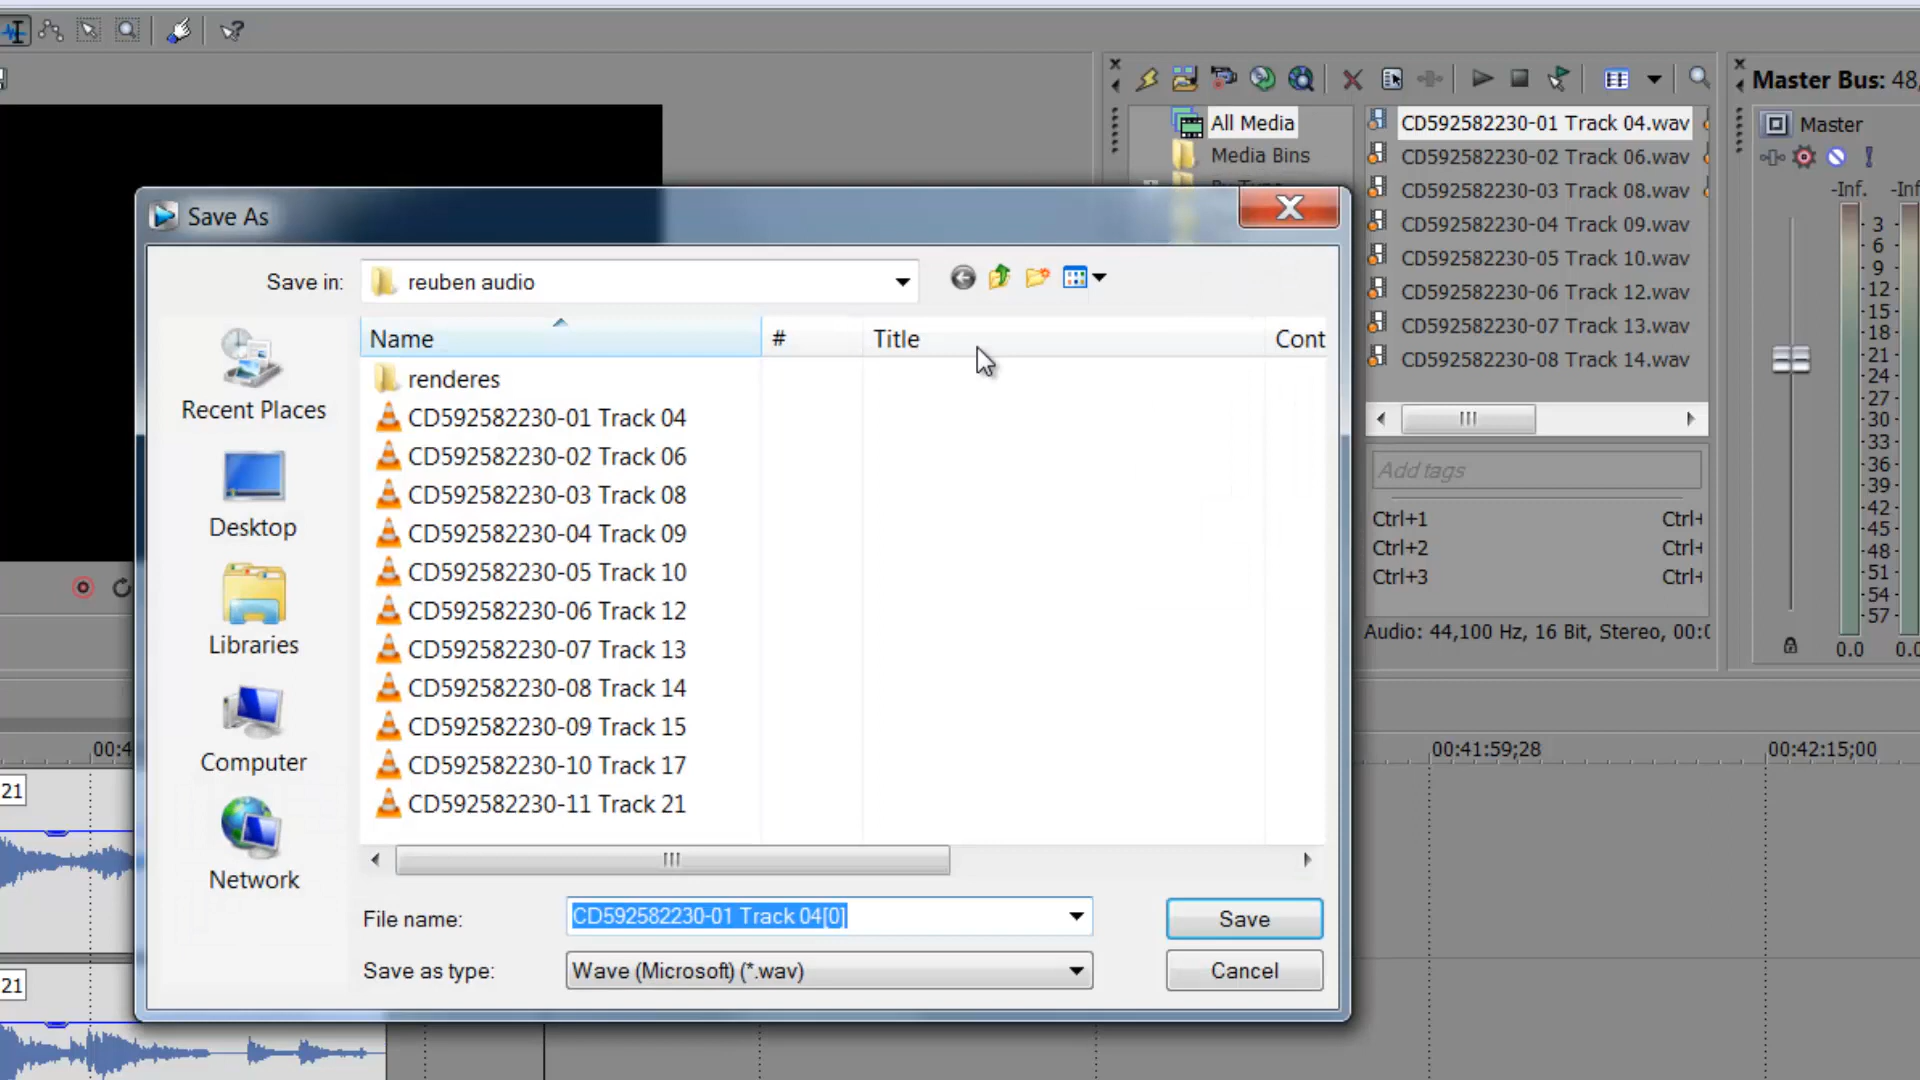 Master Bus: 48,
Master
-Inf.
-Inf
3
6
9
12
15
18
21
24
27
30
33
36
39
42
45
48
51
54
57
0.0
0.0
All Media
Media Bins
CD592582230-01 Track 04.wav
CD592582230-02 Track 06.wav
CD592582230-03 Track 08.wav
CD592582230-04 Track 09.wav
CD592582230-05 Track 10.wav
CD592582230-06 Track 12.wav
CD592582230-07 Track 13.wav
CD592582230-08 Track 14.wav
Add tags
Ctrl+1 Ctrl+
Ctrl+2 Ctrl+
Ctrl+3 Ctrl+
Audio: 44,100 Hz, 16 Bit, Stereo, 00:0
Save As
Save in: reuben audio
Name # Title Cont
Recent Places
Desktop
Libraries
Computer
Network
renderes
CD592582230-01 Track 04
CD592582230-02 Track 06
CD592582230-03 Track 08
CD592582230-04 Track 09
CD592582230-05 Track 10
CD592582230-06 Track 12
CD592582230-07 Track 13
CD592582230-08 Track 14
CD592582230-09 Track 15
CD592582230-10 Track 17
CD592582230-11 Track 21
File name: CD592582230-01 Track 04[0] Save
Save as type: Wave (Microsoft) (*.wav) Cancel
00:4 00:41:59;28 00:42:15;00
21
21